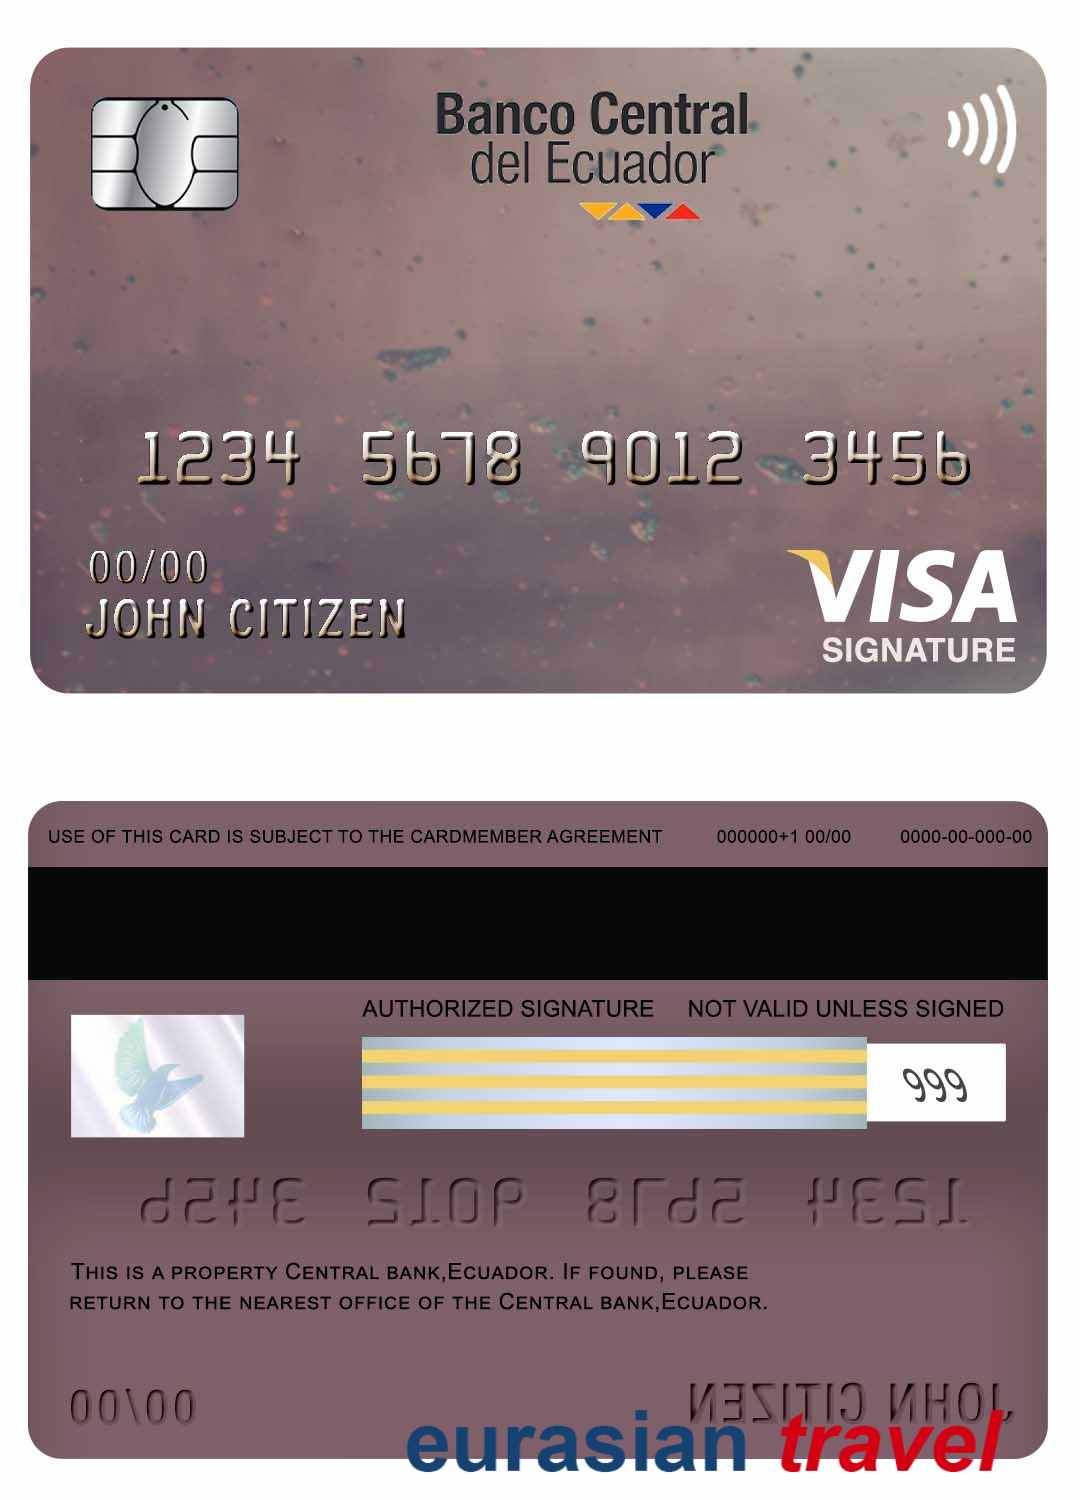 Banco Central
del Ecuador
1234 5678 9012 3456
00/00
JOHN CITIZEN
VISA
SIGNATURE
USE OF THIS CARD IS SUBJECT TO THE CARDMEMBER AGREEMENT 000000+1 00/00 0000-00-000-00
AUTHORIZED SIGNATURE NOT VALID UNLESS SIGNED
999
1234 5678 9012 3456
THIS IS A PROPERTY CENTRAL BANK,ECUADOR. IF FOUND, PLEASE
RETURN TO THE NEAREST OFFICE OF THE CENTRAL BANK,ECUADOR.
00/00
JOHN CITIZEN
eurasian travel